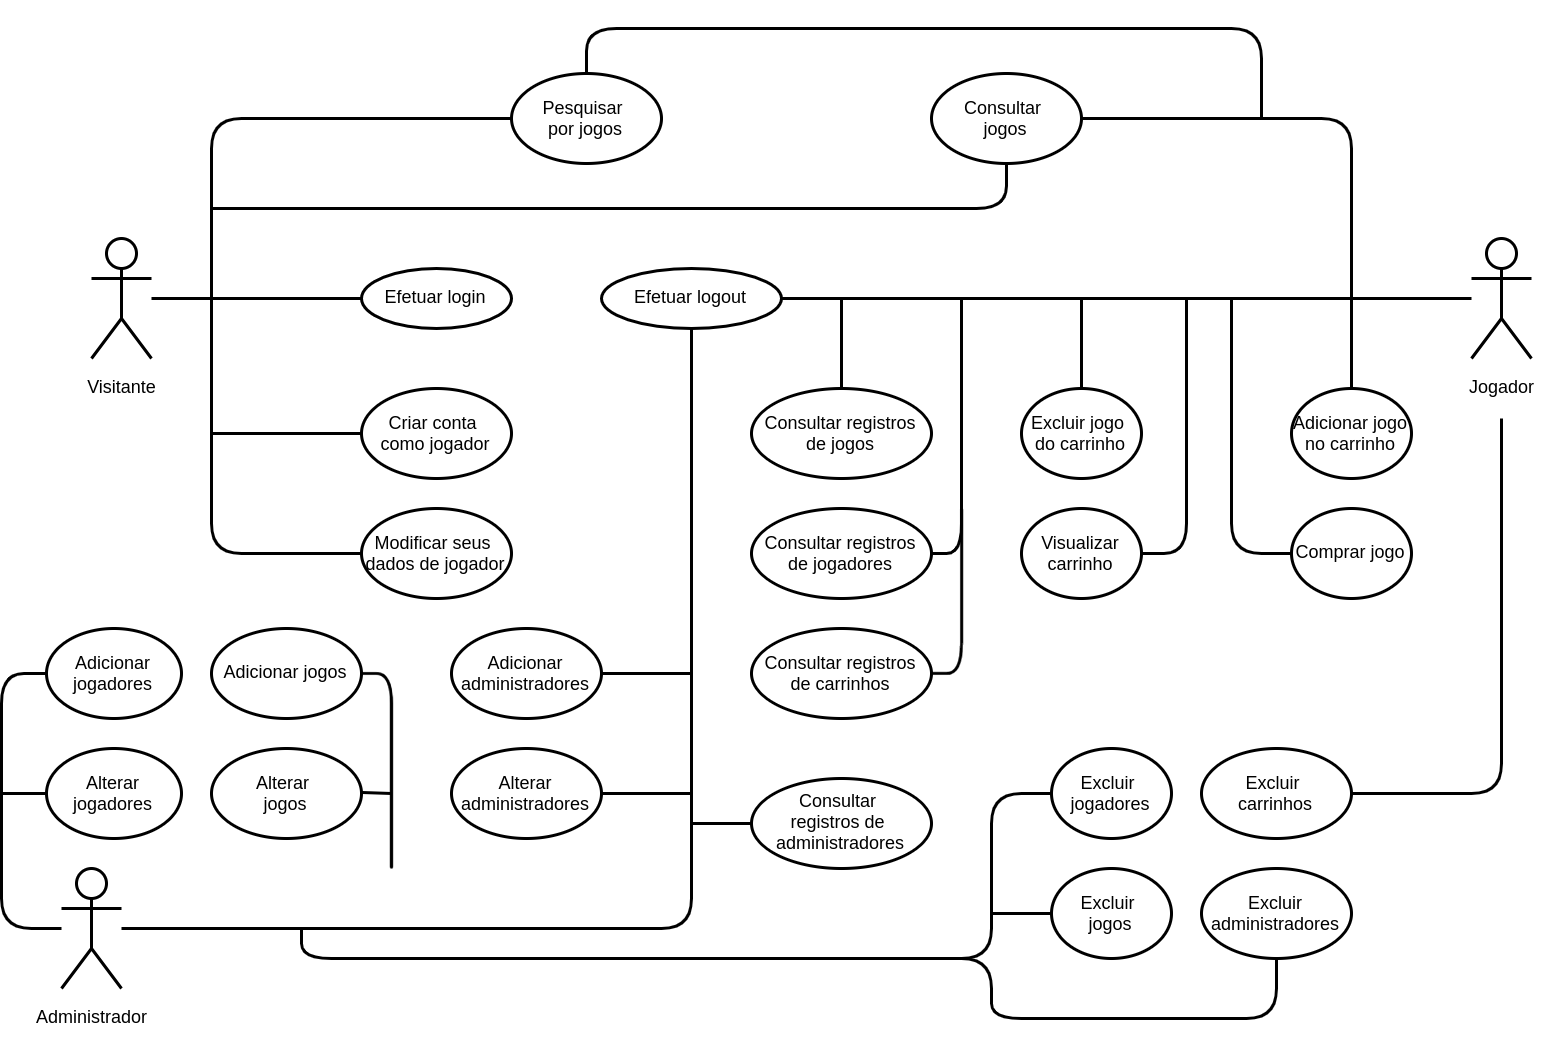 Pesquisar
por jogos
Consultar
jogos
Efetuar login
Efetuar logout
Visitante
Jogador
Criar conta
como jogador
Consultar registros
de jogos
Excluir jogo
do carrinho
Adicionar jogo
no carrinho
Modificar seus
dados de jogador
Consultar registros
de jogadores
Visualizar
carrinho
Comprar jogo
Adicionar
jogadores
Adicionar jogos
Adicionar
administradores
Consultar registros
de carrinhos
Alterar
jogadores
Alterar
jogos
Alterar
administradores
Consultar
registros de
administradores
Excluir
jogadores
Excluir
carrinhos
Excluir
jogos
Excluir
administradores
Administrador